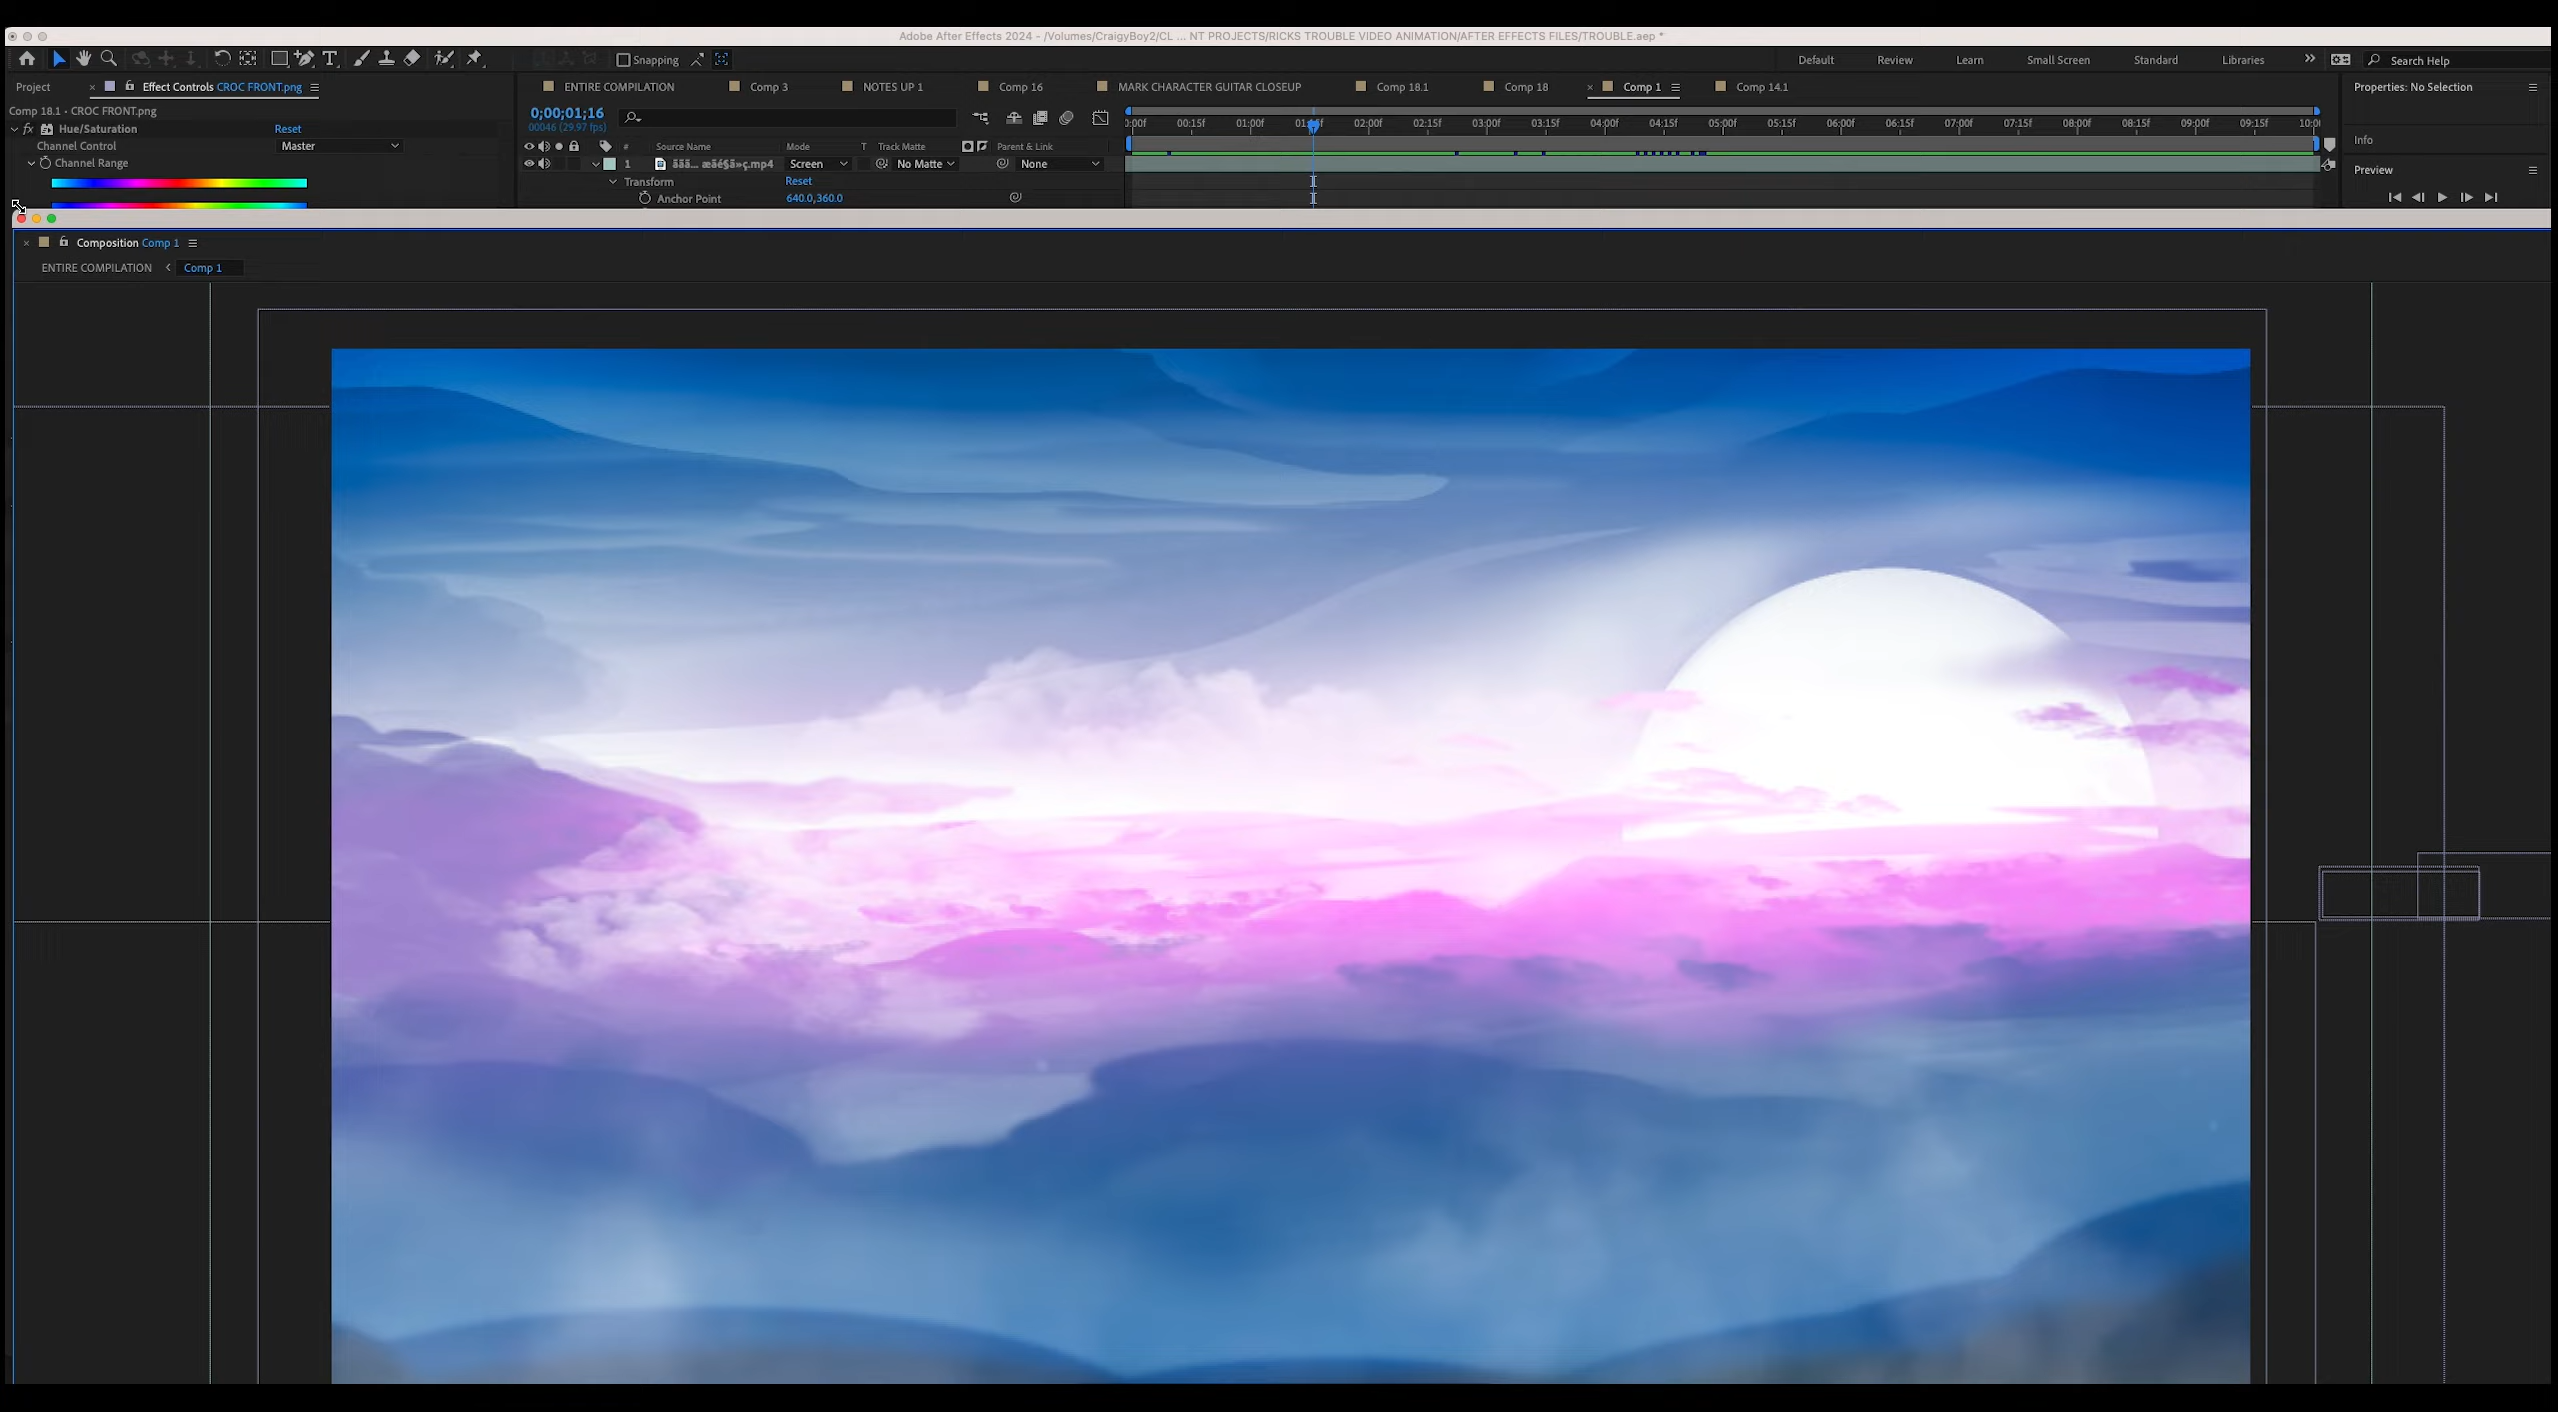 Adobe After Effects 2024 - /Volumes/CraigyBoy2/CL ... NT PROJECTS/RICKS TROUBLE VIDEO ANIMATION/AFTER EFFECTS FILES/TROUBLE.aep *
Snapping Default Review Learn Small Screen Standard Libraries Search Help
Project Effect Controls CROC FRONT.png ENTIRE COMPILATION Comp 3 NOTES UP 1 Comp 16 MARK CHARACTER GUITAR CLOSEUP Comp 18.1 Comp 18 Comp 1 Comp 14.1 Properties: No Selection
Comp 18.1 • CROC FRONT.png
0;00;01;16
00046 (29.97 fps)
00:15f 01:00f 02:00f 02:15f 03:00f 03:15f 04:00f 04:15f 05:00f 05:15f 06:00f 06:15f 07:00f 07:15f 08:00f 08:15f 09:00f 09:15f
fx Hue/Saturation Reset
Info
Channel Control Master
# Source Name Mode T Track Matte Parent & Link
Channel Range
1 ããã... æãé§ã»ç.mp4 Screen No Matte None
Preview
Transform Reset
Anchor Point 640.0,360.0
Composition Comp 1
ENTIRE COMPILATION Comp 1